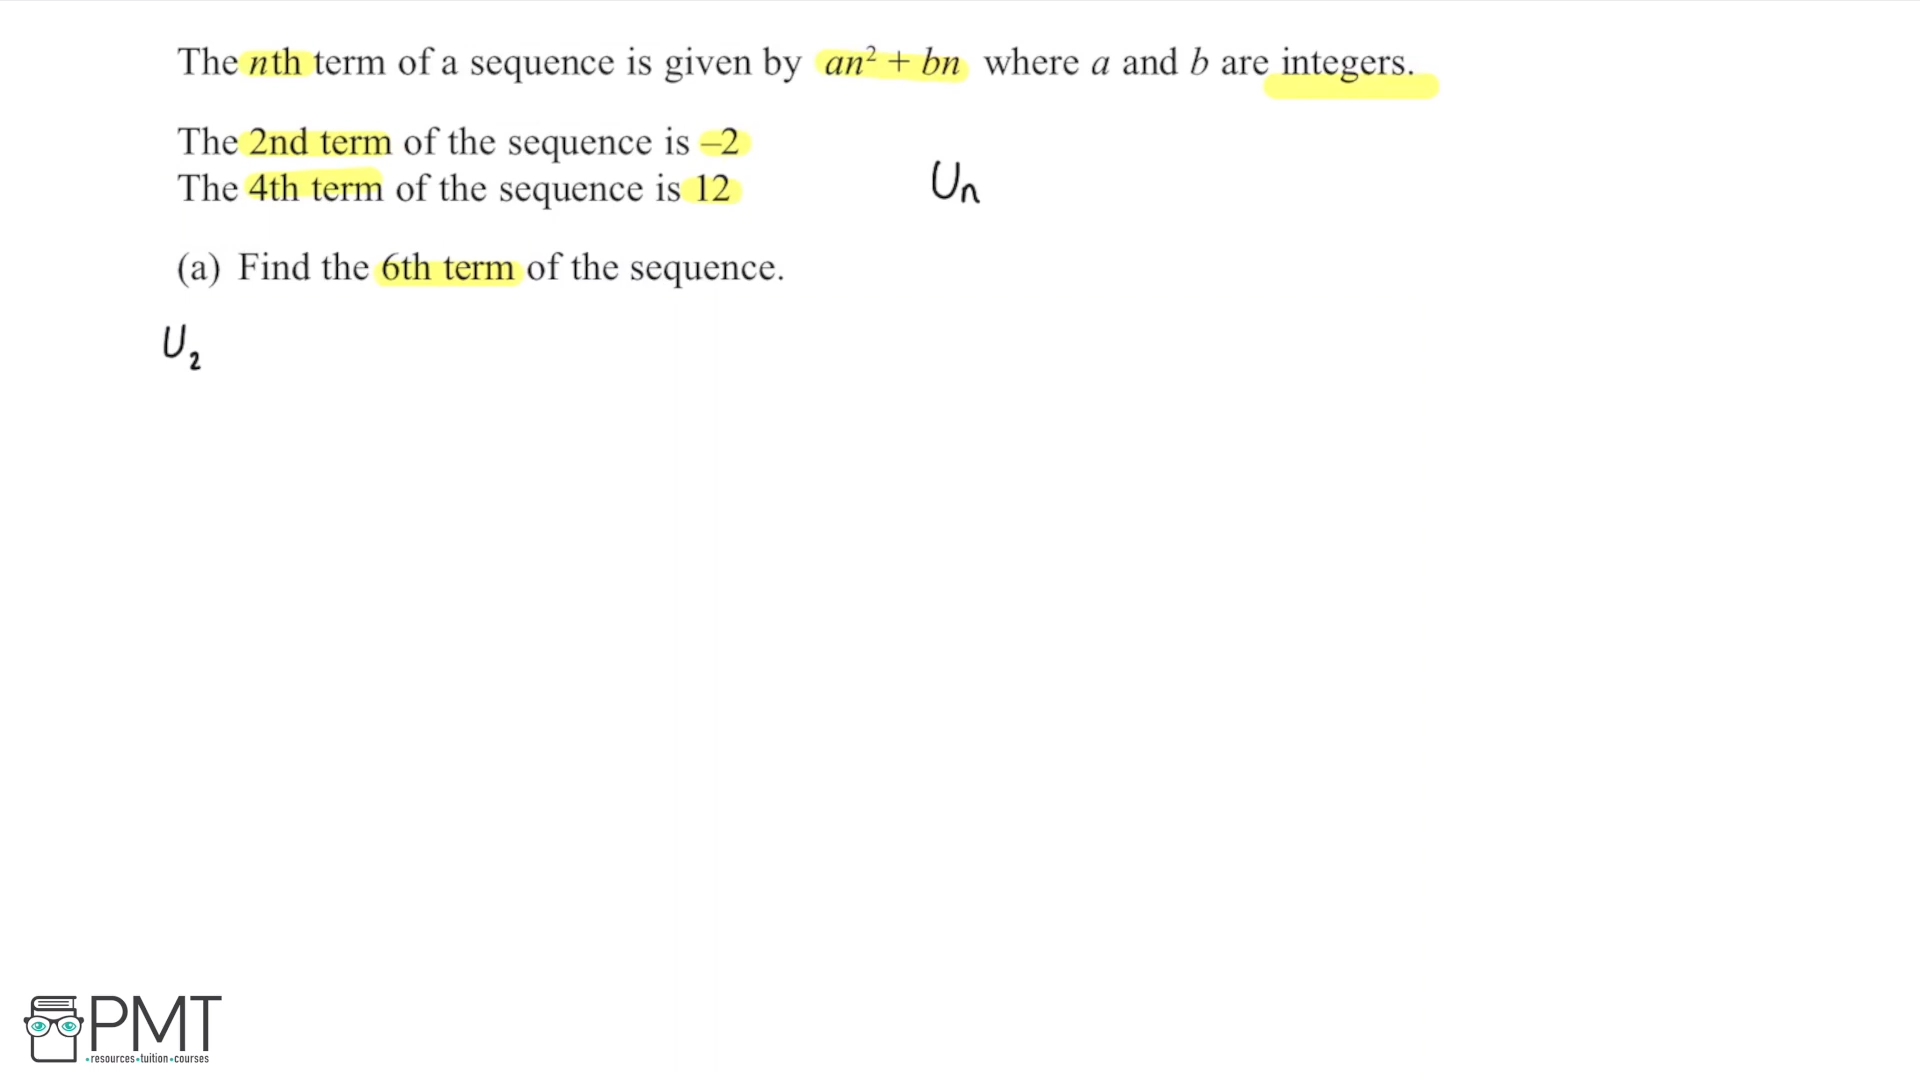 The nth term of a sequence is given by an² + bn where a and b are integers.
The 2nd term of the sequence is –2
The 4th term of the sequence is 12
Uₙ
(a) Find the 6th term of the sequence.
U₂
PMT
•resources•tuition•courses